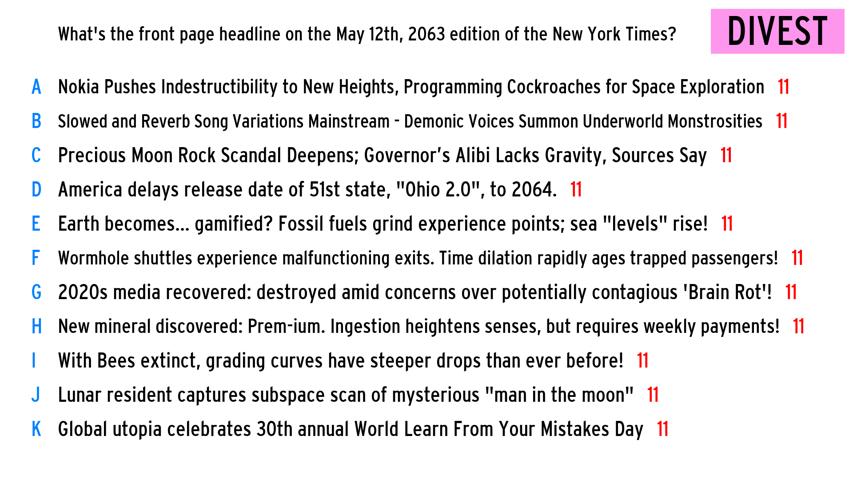 What's the front page headline on the May 12th, 2063 edition of the New York Times?
DIVEST
A Nokia Pushes Indestructibility to New Heights, Programming Cockroaches for Space Exploration 11
B Slowed and Reverb Song Variations Mainstream - Demonic Voices Summon Underworld Monstrosities 11
C Precious Moon Rock Scandal Deepens; Governor’s Alibi Lacks Gravity, Sources Say 11
D America delays release date of 51st state, "Ohio 2.0", to 2064. 11
E Earth becomes... gamified? Fossil fuels grind experience points; sea "levels" rise! 11
F Wormhole shuttles experience malfunctioning exits. Time dilation rapidly ages trapped passengers! 11
G 2020s media recovered: destroyed amid concerns over potentially contagious 'Brain Rot'! 11
H New mineral discovered: Prem-ium. Ingestion heightens senses, but requires weekly payments! 11
I With Bees extinct, grading curves have steeper drops than ever before! 11
J Lunar resident captures subspace scan of mysterious "man in the moon" 11
K Global utopia celebrates 30th annual World Learn From Your Mistakes Day 11